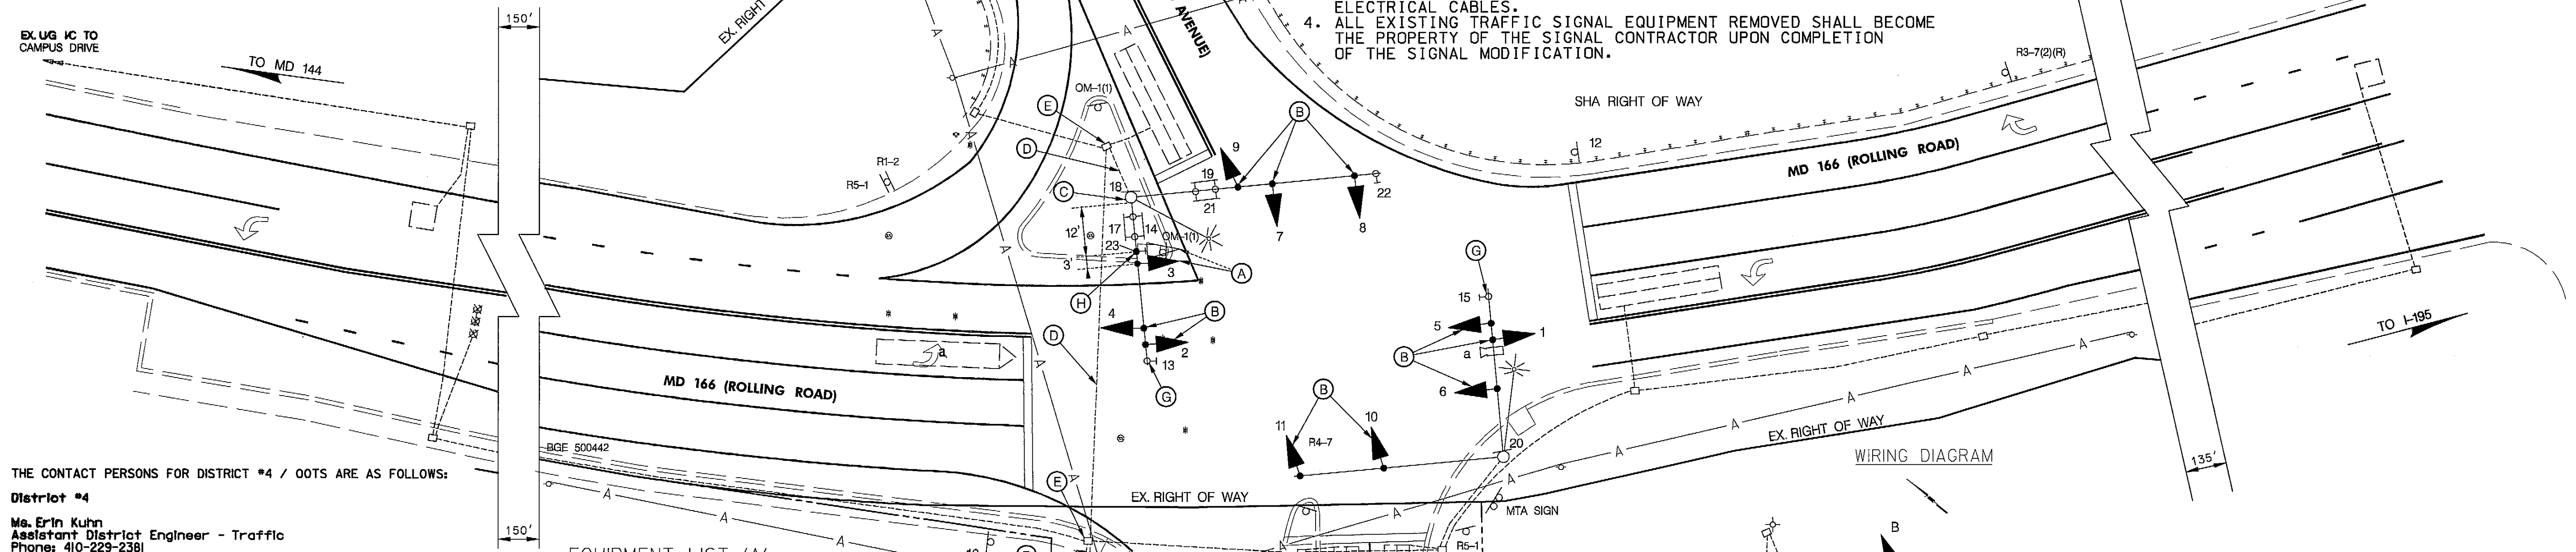 ELECTRICAL CABLES.
4. ALL EXISTING TRAFFIC SIGNAL EQUIPMENT REMOVED SHALL BECOME
THE PROPERTY OF THE SIGNAL CONTRACTOR UPON COMPLETION
OF THE SIGNAL MODIFICATION.
150'
EX. UG IC TO
CAMPUS DRIVE
TO MD 144
EX. RIGHT
AVENUE)
R3-7(2)(R)
SHA RIGHT OF WAY
OM-1(1)
E
B
D
R1-2
R5-1
C
18
9
19
21
22
7
8
12
MD 166 (ROLLING ROAD)
12'
17
14
OM-1(1)
23
3'
3
A
H
G
15
5
1
B
a
6
4
B
2
13
G
D
a
MD 166 (ROLLING ROAD)
TO I-195
B
11
10
R4-7
20
EX. RIGHT OF WAY
WIRING DIAGRAM
135'
BGE 500442
E
EX. RIGHT OF WAY
MTA SIGN
R5-1
B
A
A
A
A
A
A
A
A
A
A
A
A
A
A
THE CONTACT PERSONS FOR DISTRICT #4 / OOTS ARE AS FOLLOWS:
District #4
Ms. Erin Kuhn
Assistant District Engineer - Traffic
Phone: 410-229-2381
150'